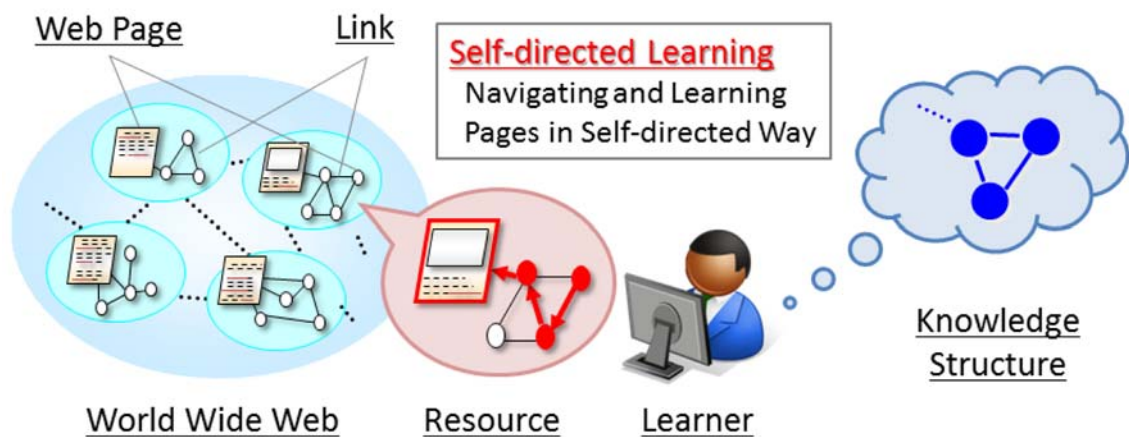 Web Page
Link
Self-directed Learning
Navigating and Learning
Pages in Self-directed Way
Knowledge
Structure
World Wide Web
Resource
Learner